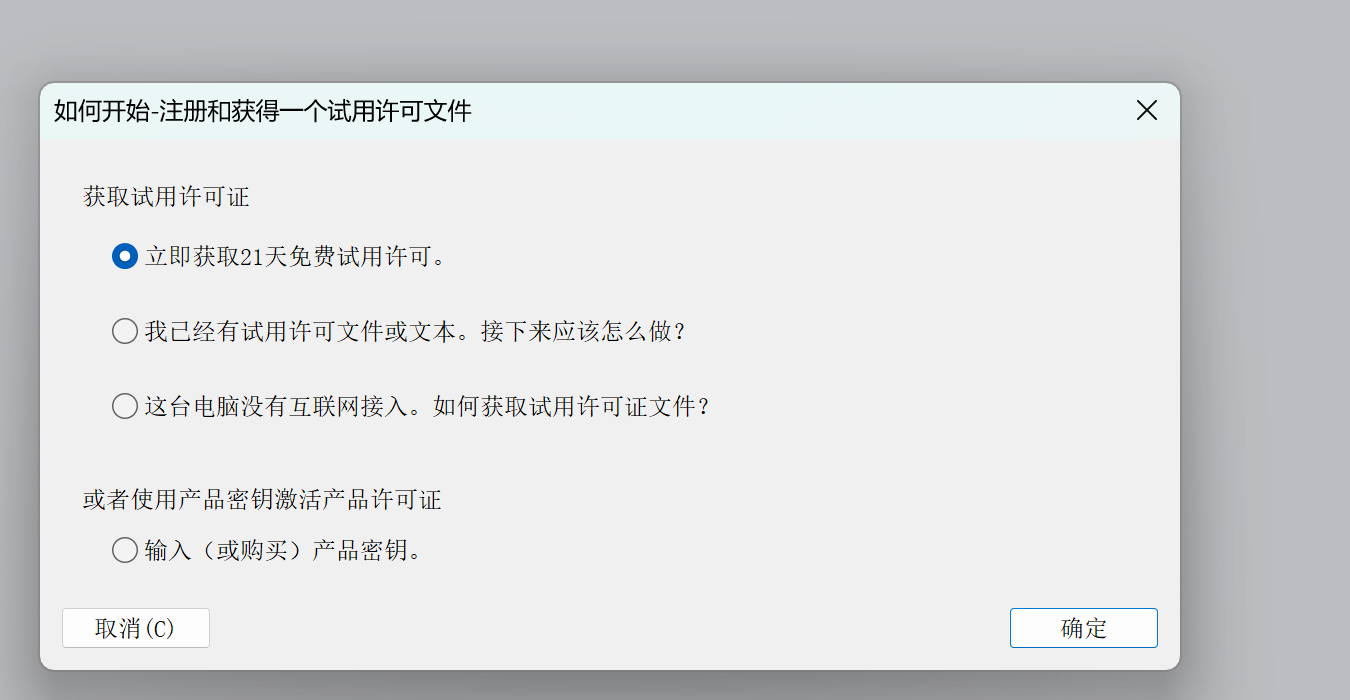 如何开始-注册和获得一个试用许可文件
获取试用许可证
立即获取21天免费试用许可。
我已经有试用许可文件或文本。接下来应该怎么做？
这台电脑没有互联网接入。如何获取试用许可证文件？
或者使用产品密钥激活产品许可证
输入（或购买）产品密钥。
取消(C)
确定